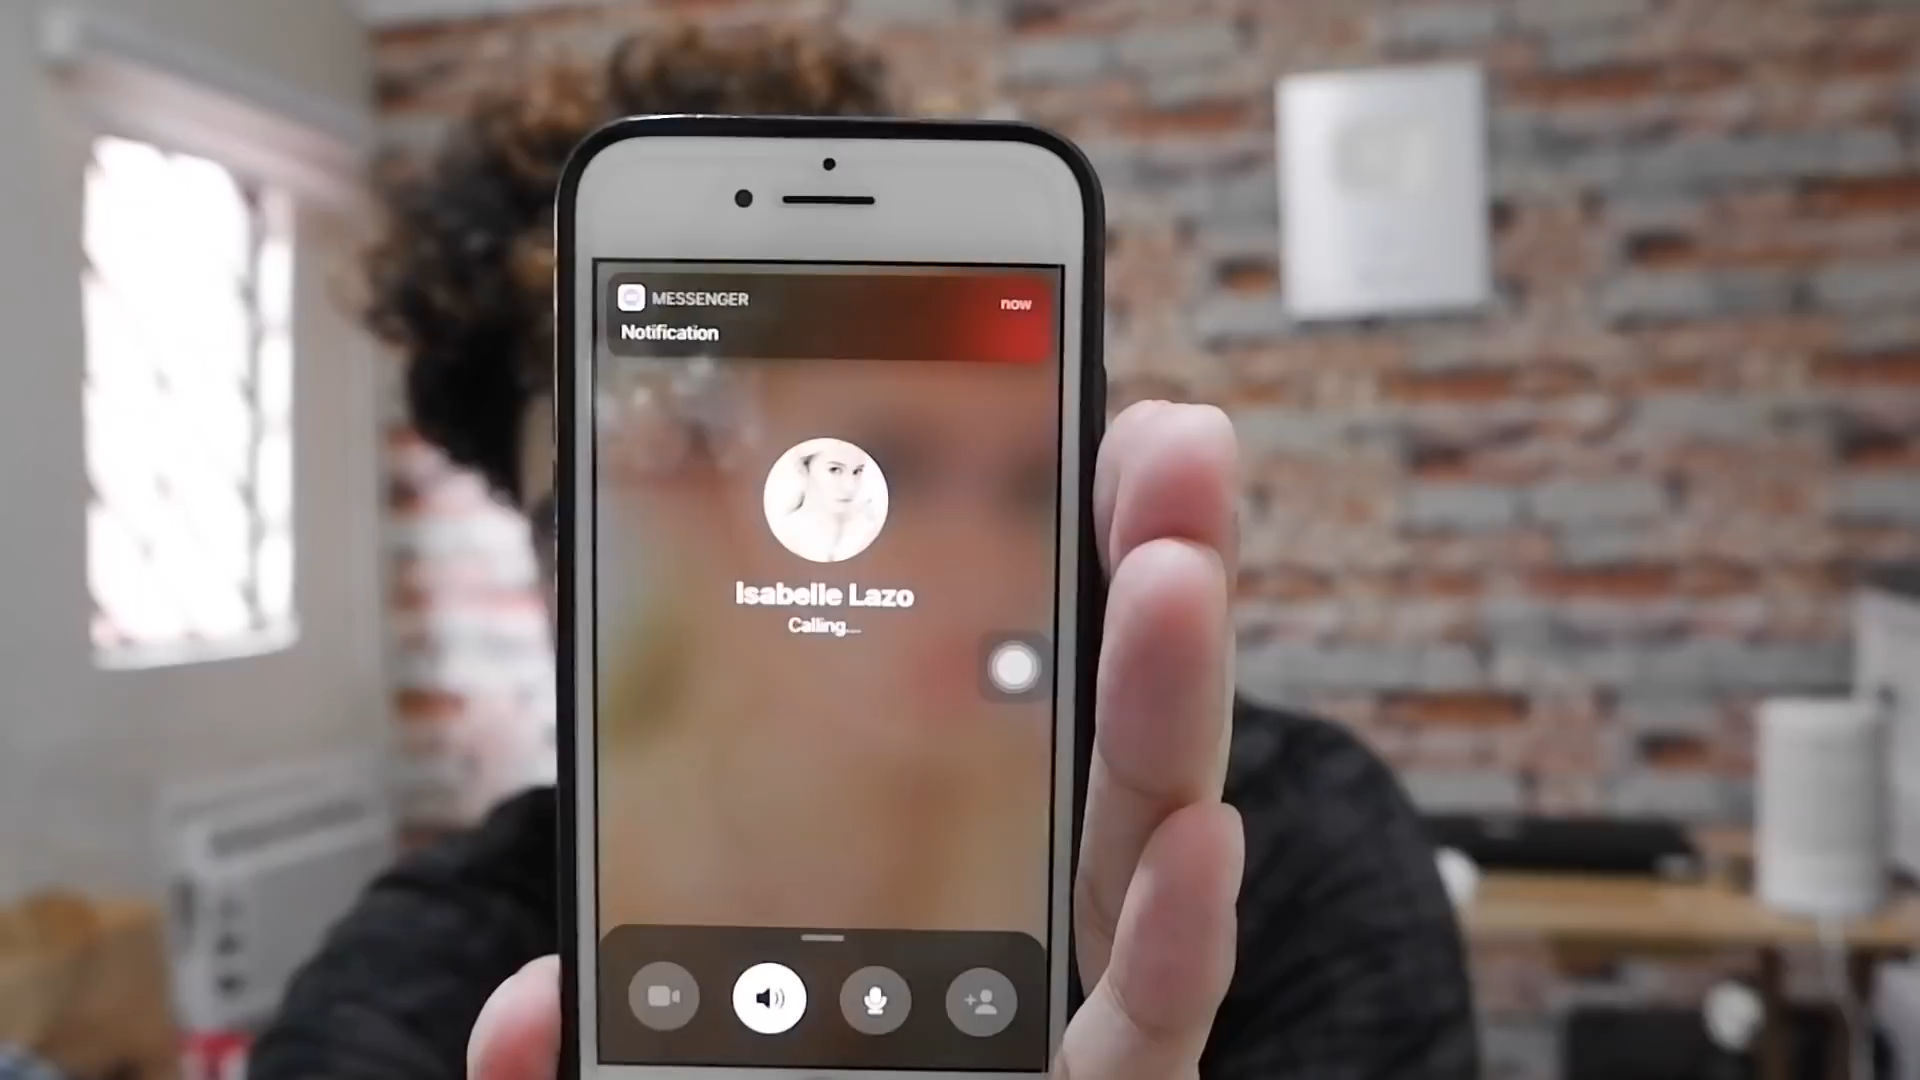 MESSENGER
now
Notification
Isabelle Lazo
Calling...